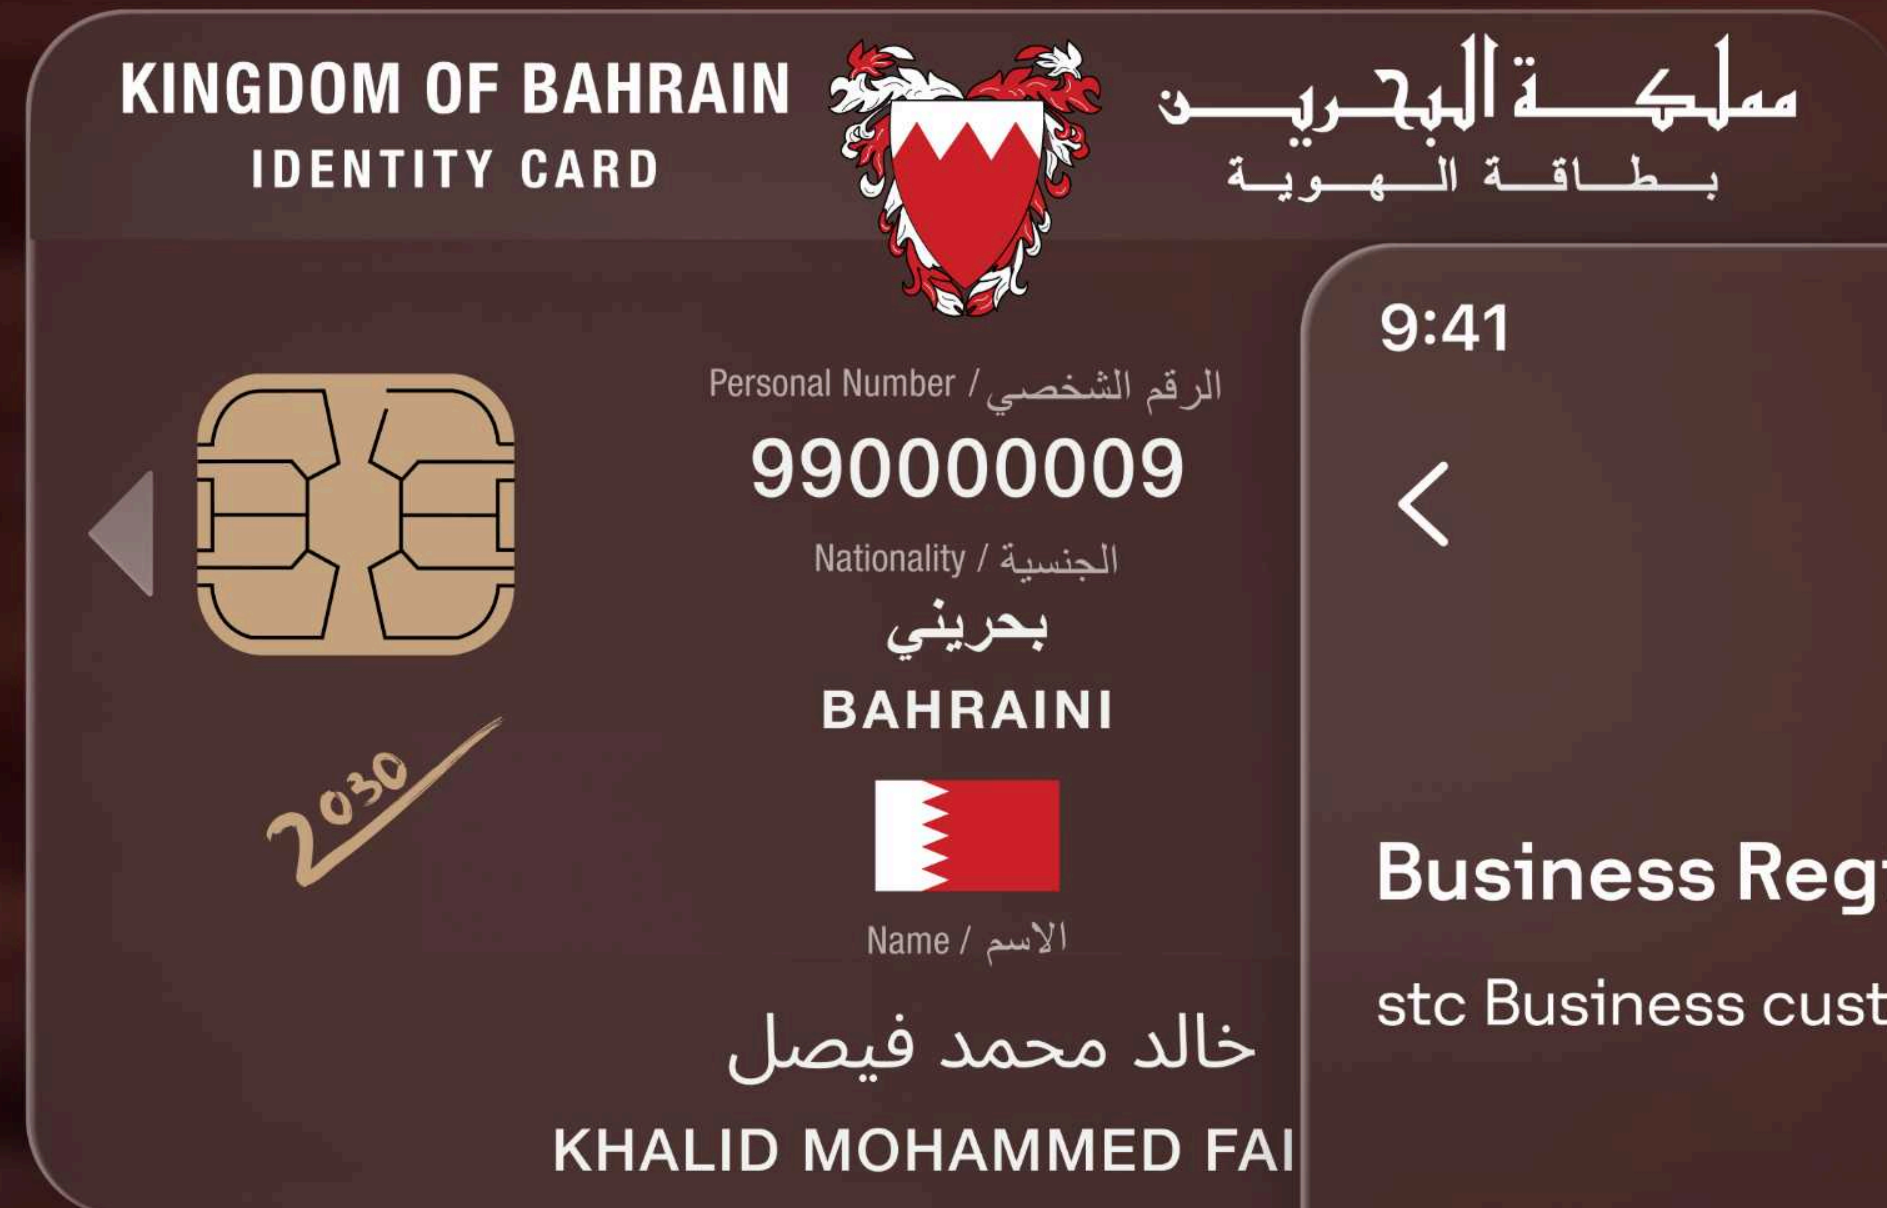 KINGDOM OF BAHRAIN
IDENTITY CARD
مملكة البحرين
بطاقة الهوية
Personal Number / الرقم الشخصي
990000009
Nationality / الجنسية
بحريني
BAHRAINI
2030
Name / الاسم
خالد محمد فيصل
KHALID MOHAMMED FAI
9:41
Business Regi
stc Business cust